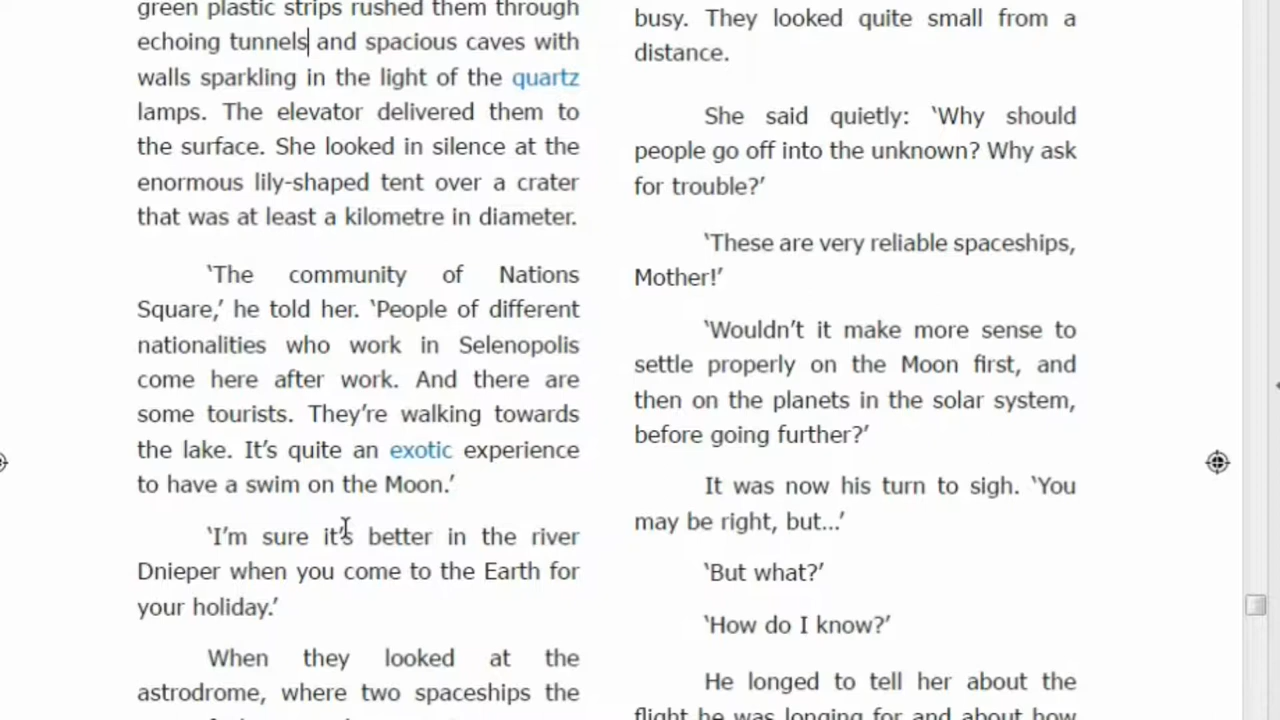 green plastic strips rushed them through
echoing tunnels and spacious caves with
walls sparkling in the light of the quartz
lamps. The elevator delivered them to
the surface. She looked in silence at the
enormous lily-shaped tent over a crater
that was at least a kilometre in diameter.
‘The community of Nations
Square,’ he told her. ‘People of different
nationalities who work in Selenopolis
come here after work. And there are
some tourists. They’re walking towards
the lake. It’s quite an exotic experience
to have a swim on the Moon.’
‘I’m sure it’s better in the river
Dnieper when you come to the Earth for
your holiday.’
When they looked at the
astrodrome, where two spaceships the
busy. They looked quite small from a
distance.
She said quietly: ‘Why should
people go off into the unknown? Why ask
for trouble?’
‘These are very reliable spaceships,
Mother!’
‘Wouldn’t it make more sense to
settle properly on the Moon first, and
then on the planets in the solar system,
before going further?’
It was now his turn to sigh. ‘You
may be right, but...’
‘But what?’
‘How do I know?’
He longed to tell her about the
flight he was longing for and about how